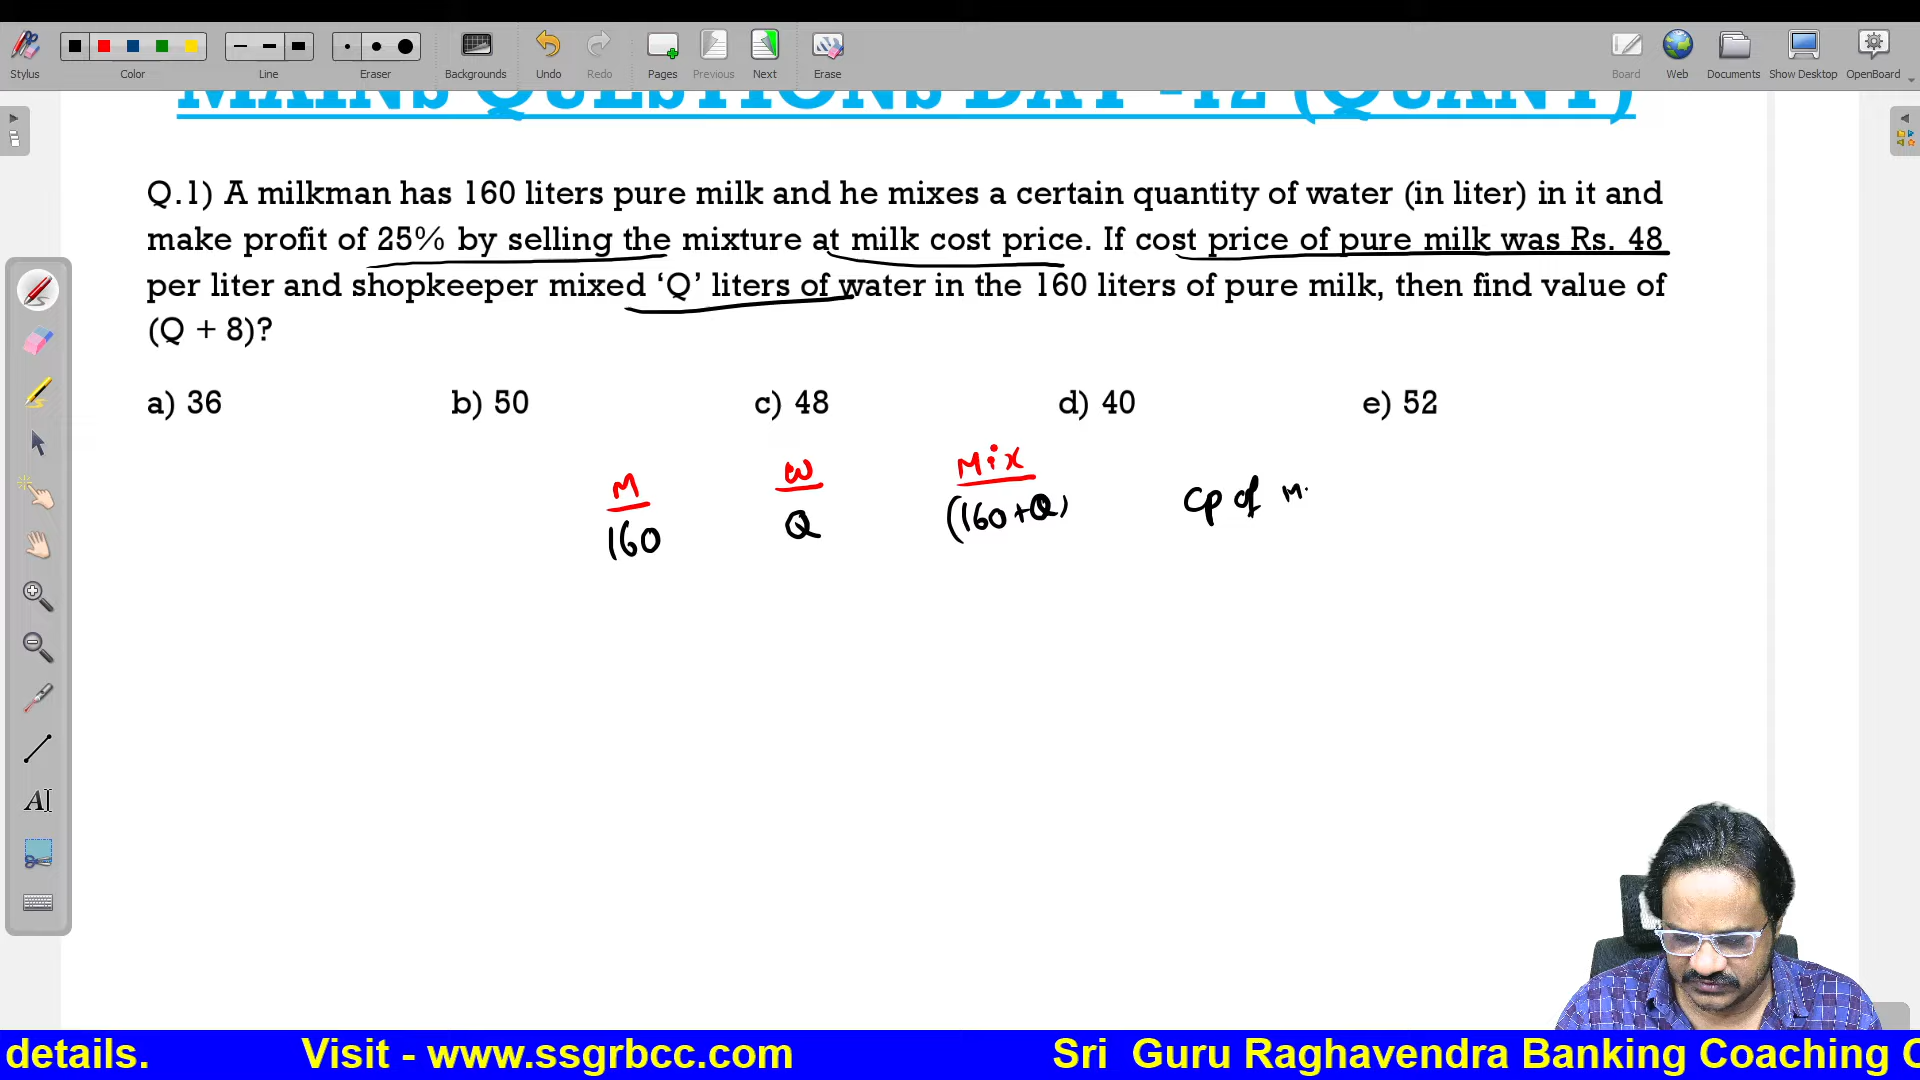 Stylus
Color
Line
Eraser
Backgrounds
Undo
Redo
Pages
Previous
Next
Erase
Board
Web
Documents
Show Desktop
OpenBoard
MAINS QUESTIONS DAY -12 (QUANT)
Q.1) A milkman has 160 liters pure milk and he mixes a certain quantity of water (in liter) in it and
make profit of 25% by selling the mixture at milk cost price. If cost price of pure milk was Rs. 48
per liter and shopkeeper mixed ‘Q’ liters of water in the 160 liters of pure milk, then find value of
(Q + 8)?
a) 36 b) 50 c) 48 d) 40 e) 52
M W Mix
160 Q (160+Q) Cp of M
details. Visit - www.ssgrbcc.com Sri Guru Raghavendra Banking Coaching C